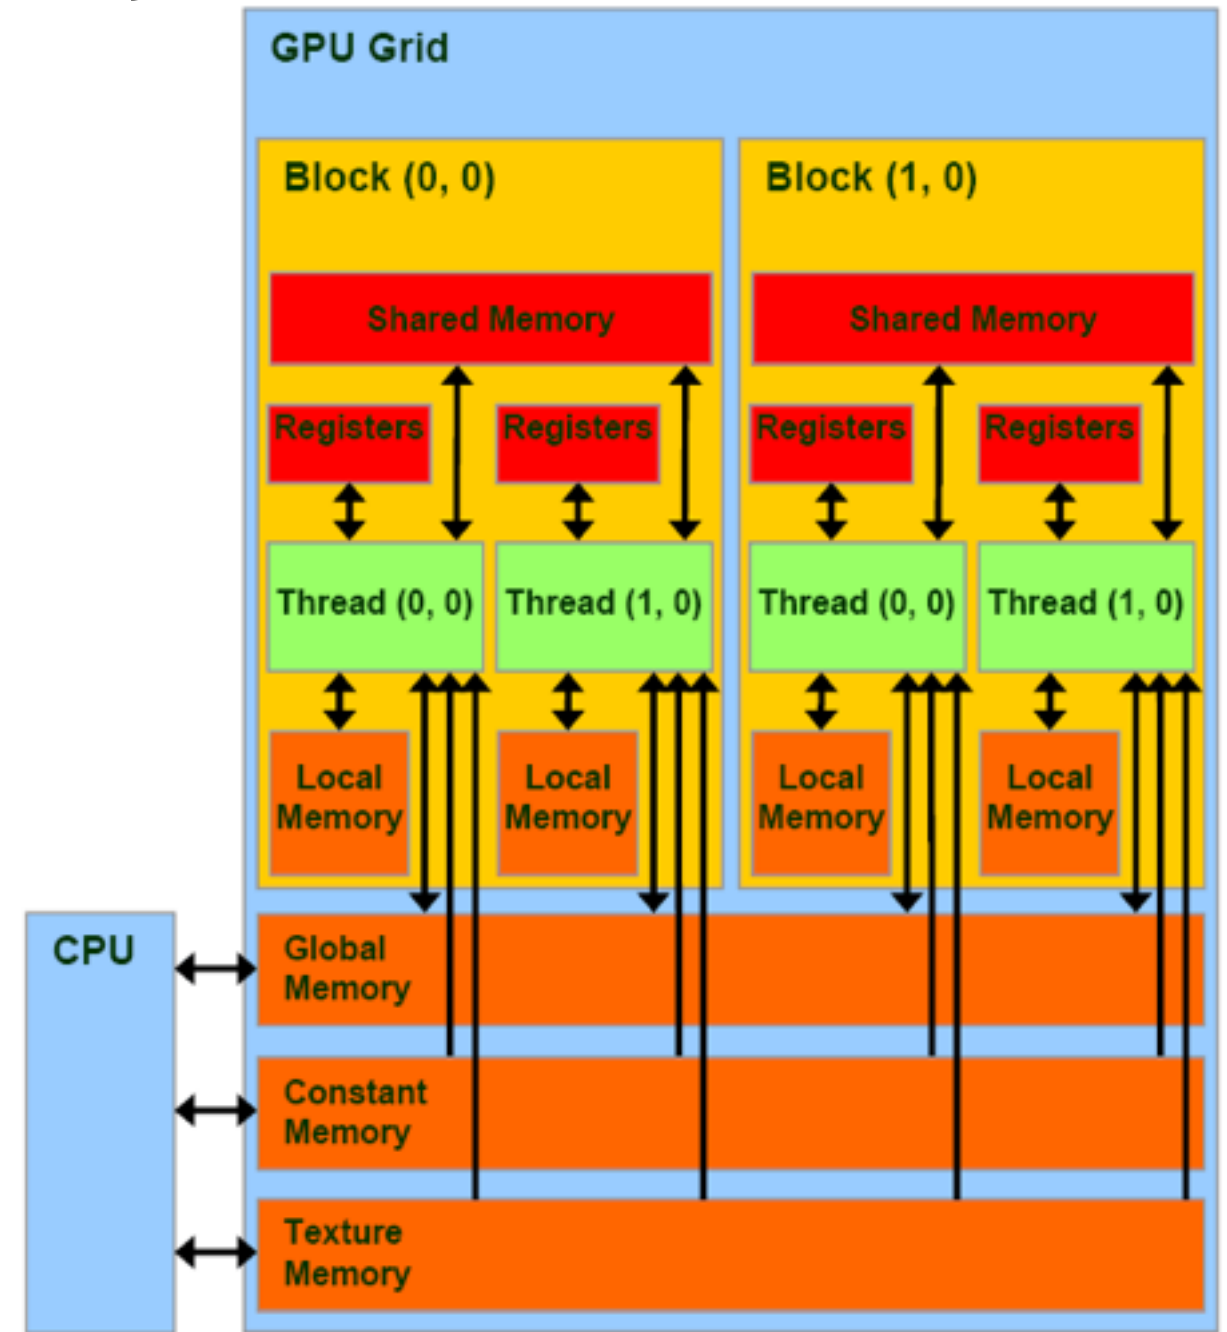 GPU Grid
Block (0, 0)
Block (1, 0)
Shared Memory
Shared Memory
Registers
Registers
Registers
Registers
Thread (0, 0)
Thread (1, 0)
Thread (0, 0)
Thread (1, 0)
Local
Memory
Local
Memory
Local
Memory
Local
Memory
CPU
Global
Memory
Constant
Memory
Texture
Memory